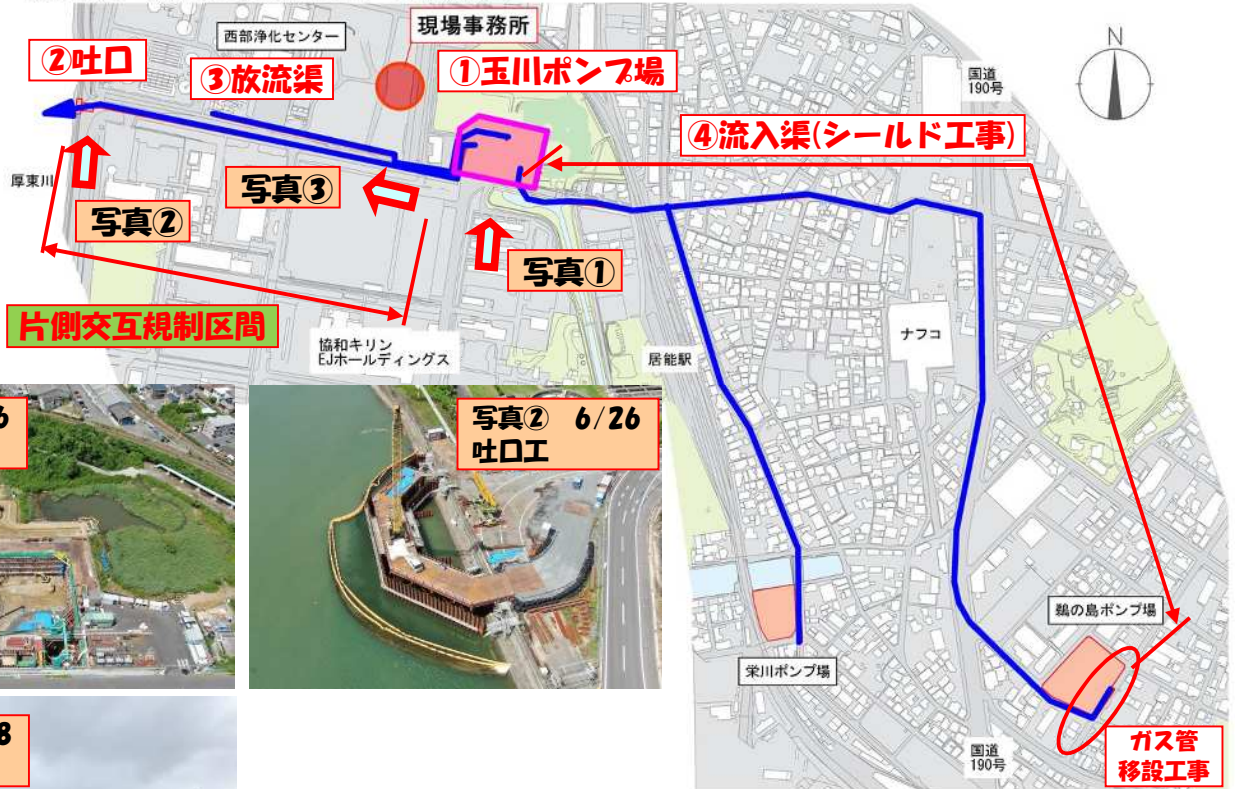 西部浄化センター
現場事務所
②吐口
③放流渠
①玉川ポンプ場
国道
190号
N
④流入渠(シールド工事)
厚東川
写真②
写真③
写真①
片側交互規制区間
協和キリン
EJホールディングス
居能駅
ナフコ
6
写真② 6/26
吐口工
鵜の島ポンプ場
栄川ポンプ場
8
国道
190号
ガス管
移設工事